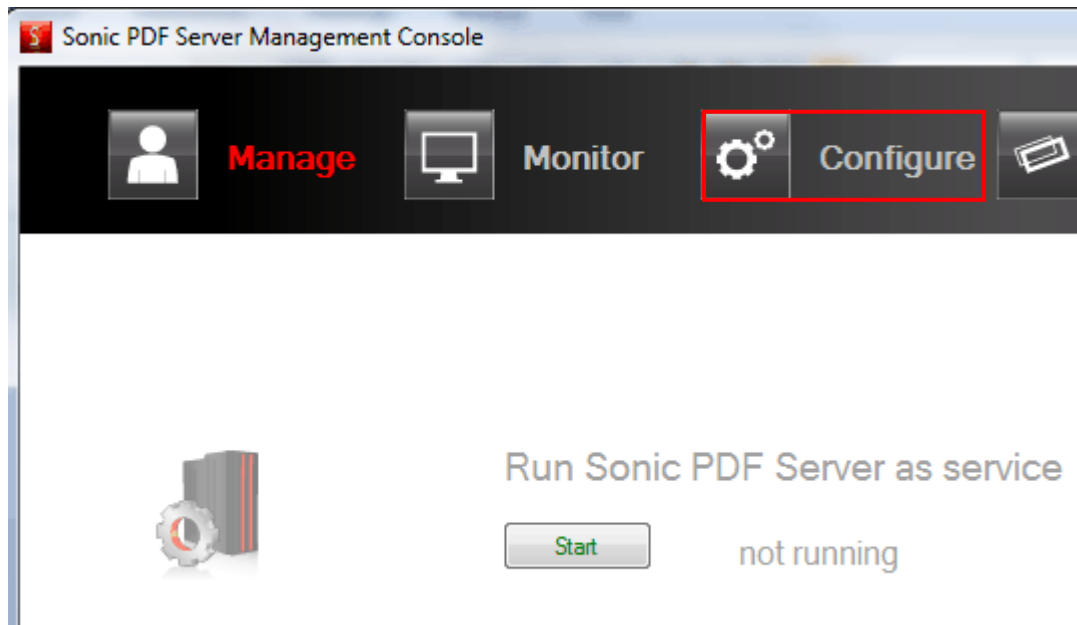 Sonic PDF Server Management Console
Manage Monitor Configure
Run Sonic PDF Server as service
Start not running